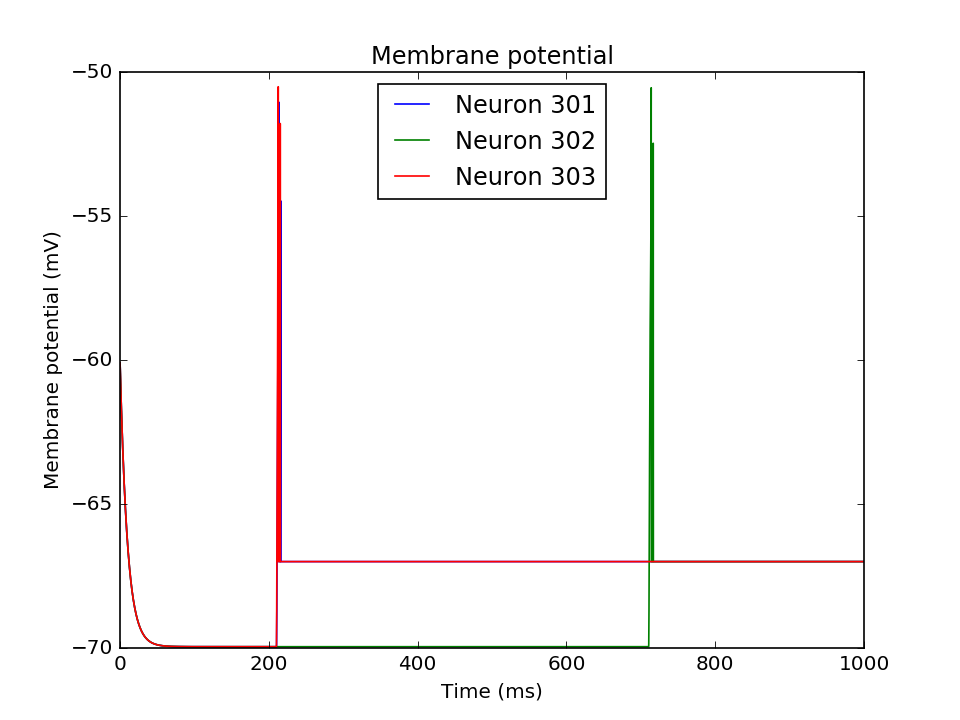 Membrane potential
−50
−55
−60
−65
−70
Membrane potential (mV)
Neuron 301
Neuron 302
Neuron 303
0 200 400 600 800 1000
Time (ms)